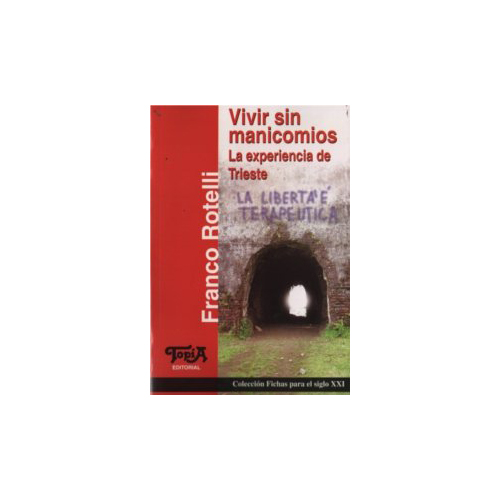 Vivir sin
manicomios
La experiencia de
Trieste
LA LIBERTA' E'
TERAPEUTICA
Franco Rotelli
Topía
EDITORIAL
Colección Fichas para el siglo XXI